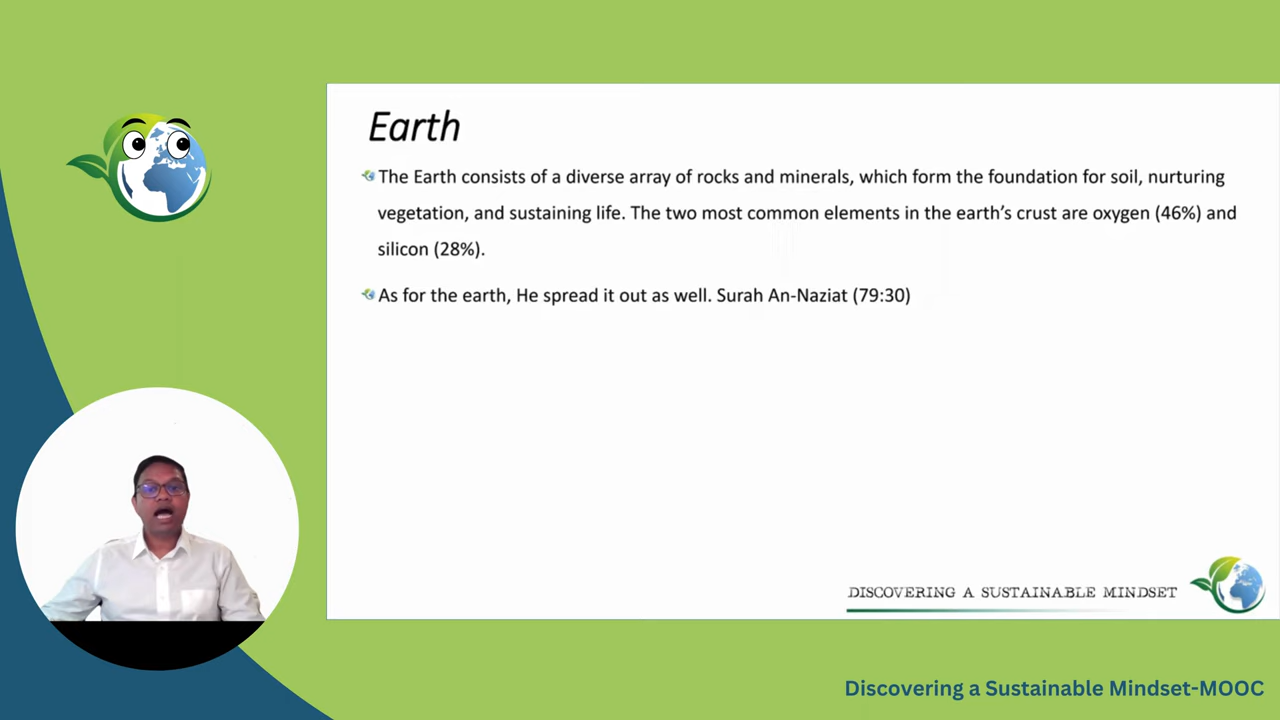 Earth
The Earth consists of a diverse array of rocks and minerals, which form the foundation for soil, nurturing
vegetation, and sustaining life. The two most common elements in the earth’s crust are oxygen (46%) and
silicon (28%).
As for the earth, He spread it out as well. Surah An-Naziat (79:30)
DISCOVERING A SUSTAINABLE MINDSET
Discovering a Sustainable Mindset-MOOC